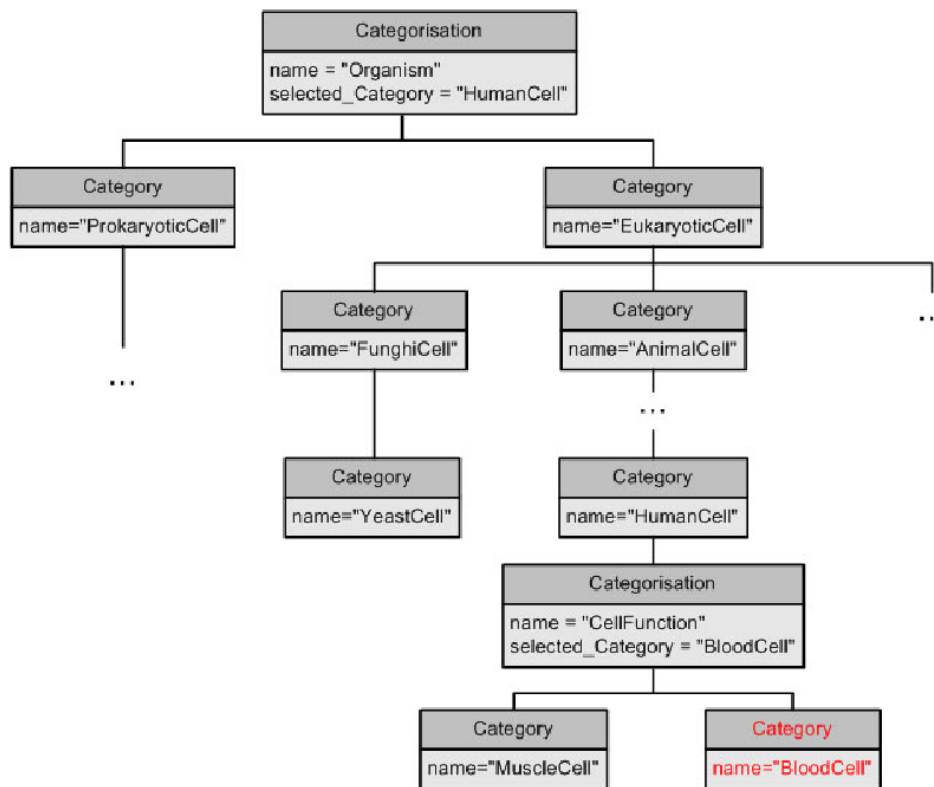 Categorisation
name = "Organism"
selected_Category = "HumanCell"
Category
name="ProkaryoticCell"
Category
name="EukaryoticCell"
...
Category
name="FunghiCell"
Category
name="AnimalCell"
..
...
Category
name="YeastCell"
Category
name="HumanCell"
Categorisation
name = "CellFunction"
selected_Category = "BloodCell"
Category
name="MuscleCell"
Category
name="BloodCell"